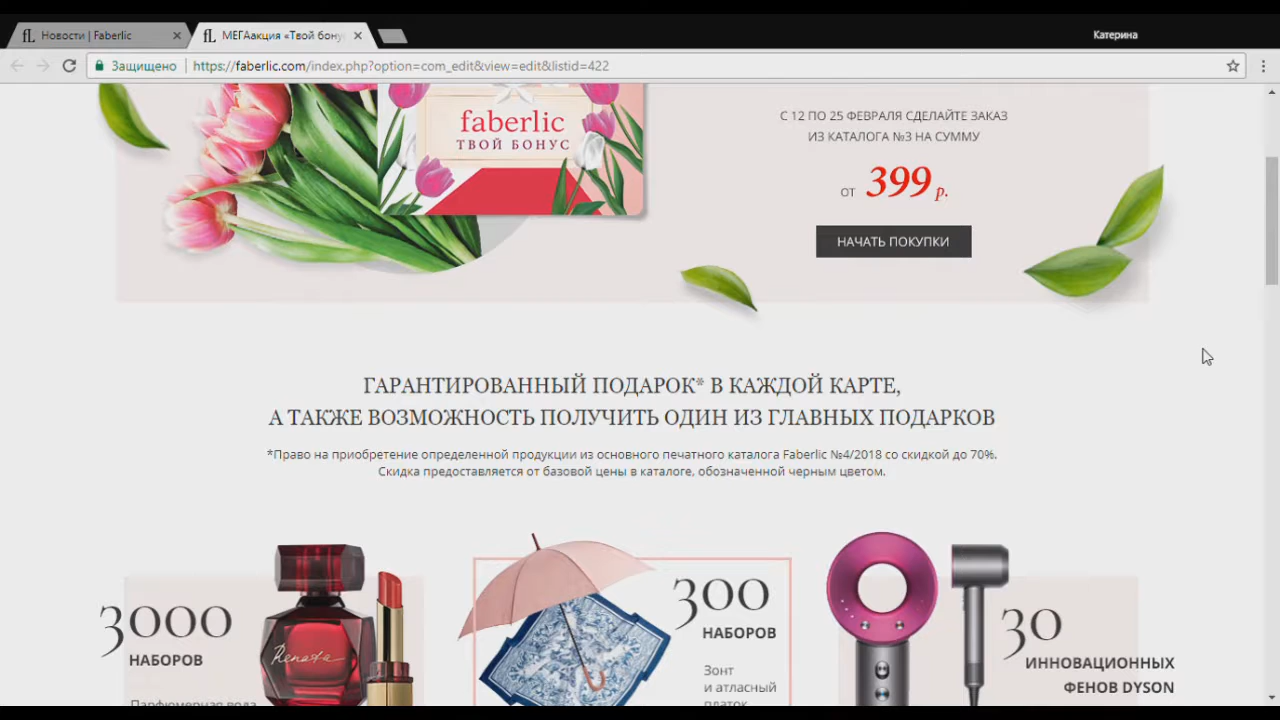 Новости | Faberlic
МЕГАакция «Твой бону
Катерина
Защищено
https://faberlic.com/index.php?option=com_edit&view=edit&listid=422
faberlic
ТВОЙ БОНУС
С 12 ПО 25 ФЕВРАЛЯ СДЕЛАЙТЕ ЗАКАЗ
ИЗ КАТАЛОГА №3 НА СУММУ
ОТ 399 р.
НАЧАТЬ ПОКУПКИ
ГАРАНТИРОВАННЫЙ ПОДАРОК* В КАЖДОЙ КАРТЕ,
А ТАКЖЕ ВОЗМОЖНОСТЬ ПОЛУЧИТЬ ОДИН ИЗ ГЛАВНЫХ ПОДАРКОВ
*Право на приобретение определенной продукции из основного печатного каталога Faberlic №4/2018 со скидкой до 70%.
Скидка предоставляется от базовой цены в каталоге, обозначенной черным цветом.
3000
НАБОРОВ
Renata
Парфюмерная вода
300
НАБОРОВ
Зонт
и атласный
платок
30
ИННОВАЦИОННЫХ
ФЕНОВ DYSON